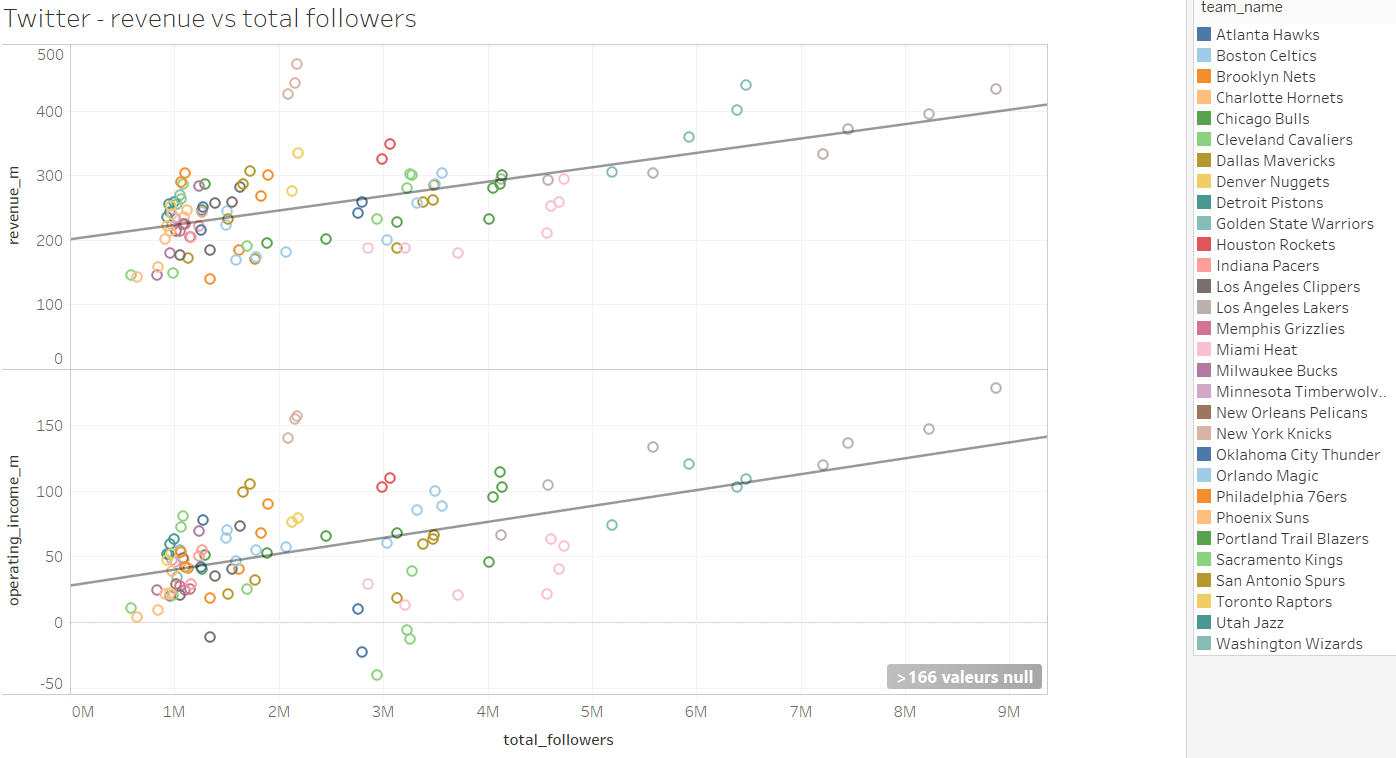 Twitter - revenue vs total followers
500
400
300
200
100
0
revenue_m
150
100
50
0
-50
operating_income_m
>166 valeurs null
0M 1M 2M 3M 4M 5M 6M 7M 8M 9M
total_followers
team_name
Atlanta Hawks
Boston Celtics
Brooklyn Nets
Charlotte Hornets
Chicago Bulls
Cleveland Cavaliers
Dallas Mavericks
Denver Nuggets
Detroit Pistons
Golden State Warriors
Houston Rockets
Indiana Pacers
Los Angeles Clippers
Los Angeles Lakers
Memphis Grizzlies
Miami Heat
Milwaukee Bucks
Minnesota Timberwolv..
New Orleans Pelicans
New York Knicks
Oklahoma City Thunder
Orlando Magic
Philadelphia 76ers
Phoenix Suns
Portland Trail Blazers
Sacramento Kings
San Antonio Spurs
Toronto Raptors
Utah Jazz
Washington Wizards